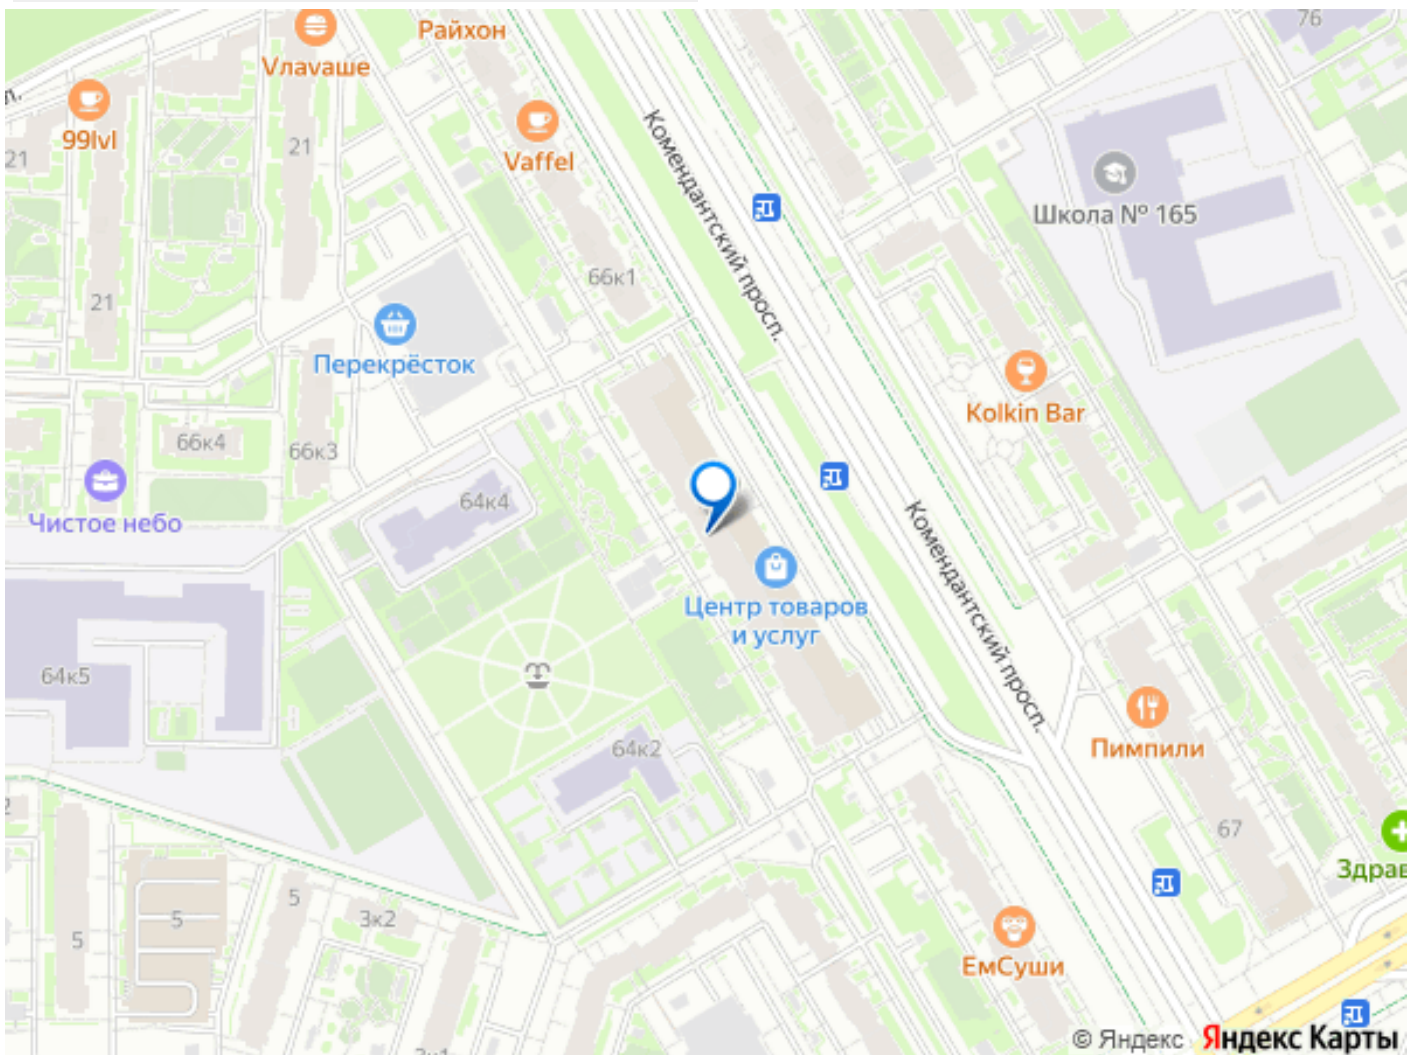 76
Райхон
Vлаvаше
п.
99lvl
21
21
Vaffel
Комендантский просп.
Школа № 165
66к1
21
Перекрёсток
Kolkin Bar
66к4
66к3
64к4
Чистое небо
Комендантский просп.
Центр товаров
и услуг
64к5
64к2
Пимпили
67
2
Здрав
5
5
3к2
5
ЕмСуши
© Яндекс Яндекс Карты